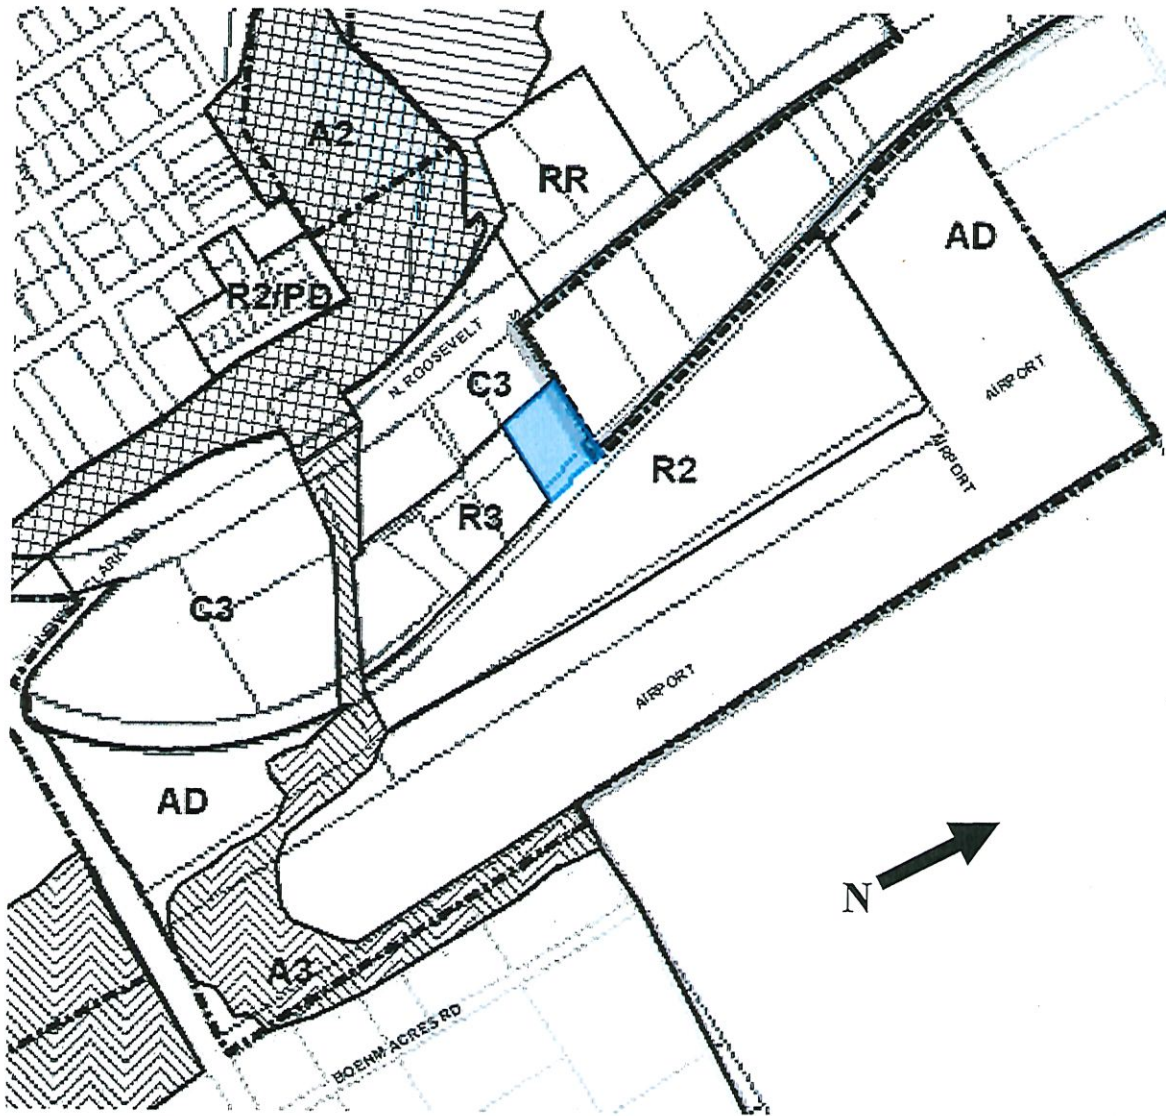 A2
RR
AD
R2/PD
N. ROOSEVELT
C3
AIRPORT
R2
AIRPORT
R3
CLARK RD
C3
AIRPORT
AD
N
A3
BOEHM ACRES RD